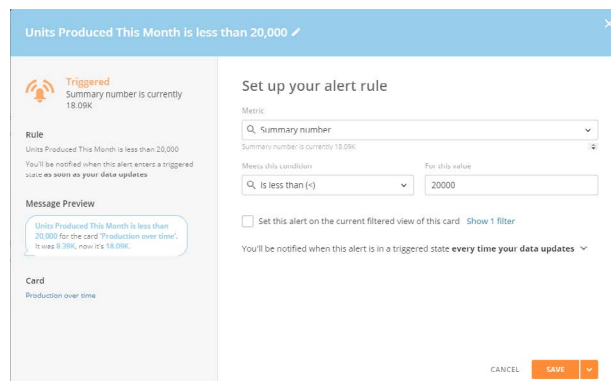 Units Produced This Month is less than 20,000
Triggered
Summary number is currently
18.09K
Rule
Units Produced This Month is less than 20,000
You'll be notified when this alert enters a triggered
state as soon as your data updates
Message Preview
Units Produced This Month is less than
20,000 for the card 'Production over time'.
It was 8.39K, now it's 18.09K.
Card
Production over time
Set up your alert rule
Metric
Summary number
Summary number is currently 18.09K
Meets this condition
For this value
Is less than (<)
20000
Set this alert on the current filtered view of this card Show 1 filter
You'll be notified when this alert is in a triggered state every time your data updates
CANCEL
SAVE